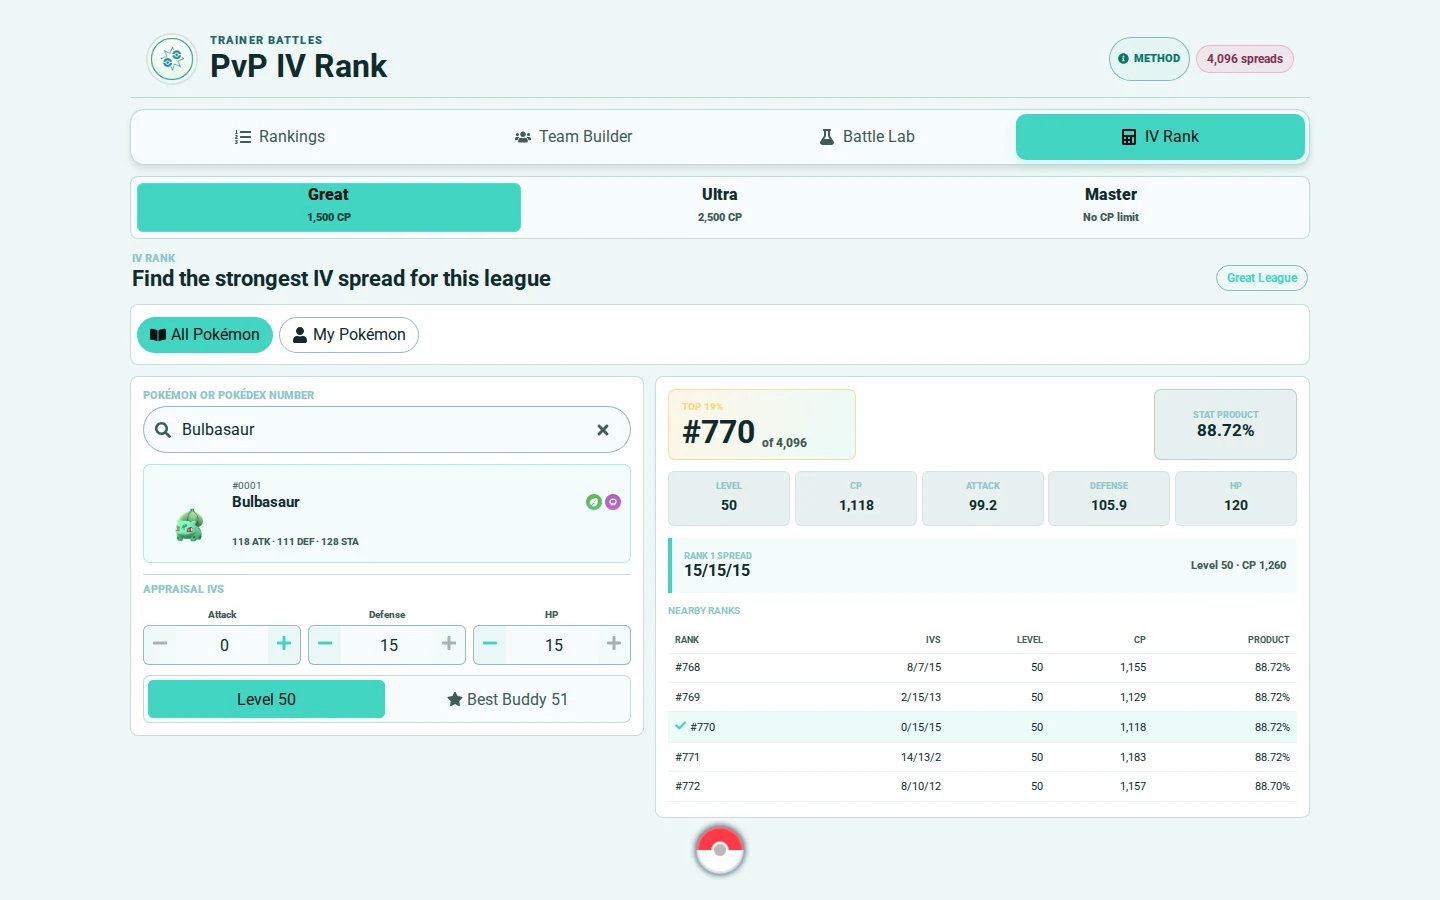 TRAINER BATTLES
PvP IV Rank
METHOD
4,096 spreads
Rankings
Team Builder
Battle Lab
IV Rank
Great
1,500 CP
Ultra
2,500 CP
Master
No CP limit
IV RANK
Find the strongest IV spread for this league
Great League
All Pokémon
My Pokémon
POKÉMON OR POKÉDEX NUMBER
Bulbasaur
#0001
Bulbasaur
118 ATK · 111 DEF · 128 STA
APPRAISAL IVS
Attack
Defense
HP
0
15
15
Level 50
Best Buddy 51
TOP 19%
#770 of 4,096
STAT PRODUCT
88.72%
LEVEL
50
CP
1,118
ATTACK
99.2
DEFENSE
105.9
HP
120
RANK 1 SPREAD
15/15/15
Level 50 · CP 1,260
NEARBY RANKS
RANK IVS LEVEL CP PRODUCT
#768 8/7/15 50 1,155 88.72%
#769 2/15/13 50 1,129 88.72%
#770 0/15/15 50 1,118 88.72%
#771 14/13/2 50 1,183 88.72%
#772 8/10/12 50 1,157 88.70%